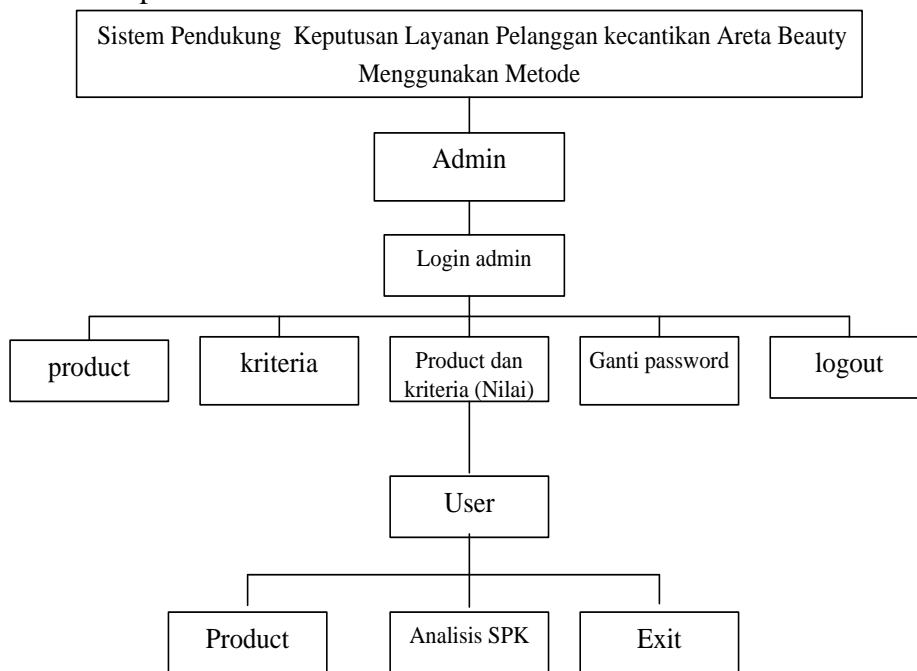 Sistem Pendukung Keputusan Layanan Pelanggan kecantikan Areta Beauty
Menggunakan Metode
Admin
Login admin
product
kriteria
Product dan
kriteria (Nilai)
Ganti password
logout
User
Product
Analisis SPK
Exit